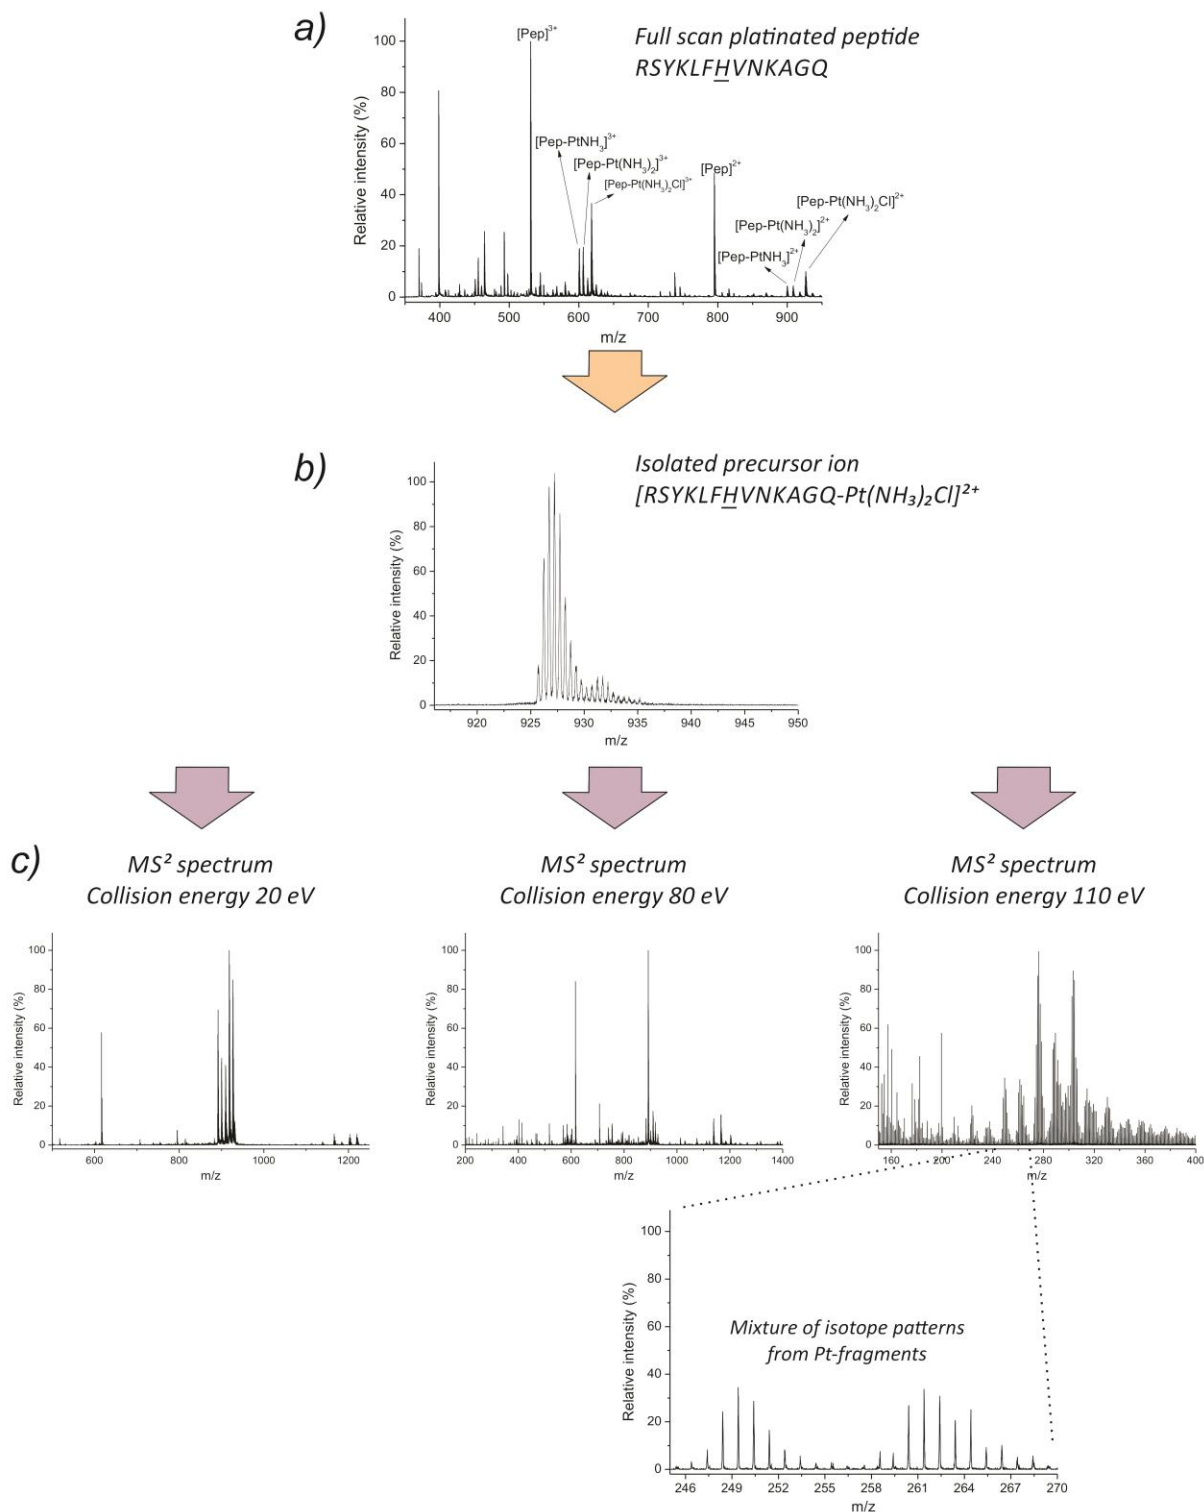 a)
Full scan platinated peptide
RSYKLFHVNKAGQ
[Pep]³⁺
[Pep-PtNH₃]³⁺
[Pep-Pt(NH₃)₂]³⁺
[Pep-Pt(NH₃)₂Cl]³⁺
[Pep]²⁺
[Pep-Pt(NH₃)₂Cl]²⁺
[Pep-Pt(NH₃)₂]²⁺
[Pep-PtNH₃]²⁺
Relative intensity (%)
100
80
60
40
20
0
400 500 600 700 800 900
m/z
b)
Isolated precursor ion
[RSYKLFHVNKAGQ-Pt(NH₃)₂Cl]²⁺
Relative intensity (%)
100
80
60
40
20
0
920 925 930 935 940 945 950
m/z
c)
MS² spectrum
Collision energy 20 eV
Relative intensity (%)
100
80
60
40
20
0
600 800 1000 1200
m/z
MS² spectrum
Collision energy 80 eV
Relative intensity (%)
100
80
60
40
20
0
200 400 600 800 1000 1200 1400
m/z
MS² spectrum
Collision energy 110 eV
Relative intensity (%)
100
80
60
40
20
0
160 200 240 280 320 360 400
m/z
Mixture of isotope patterns
from Pt-fragments
Relative intensity (%)
100
80
60
40
20
0
246 249 252 255 258 261 264 267 270
m/z